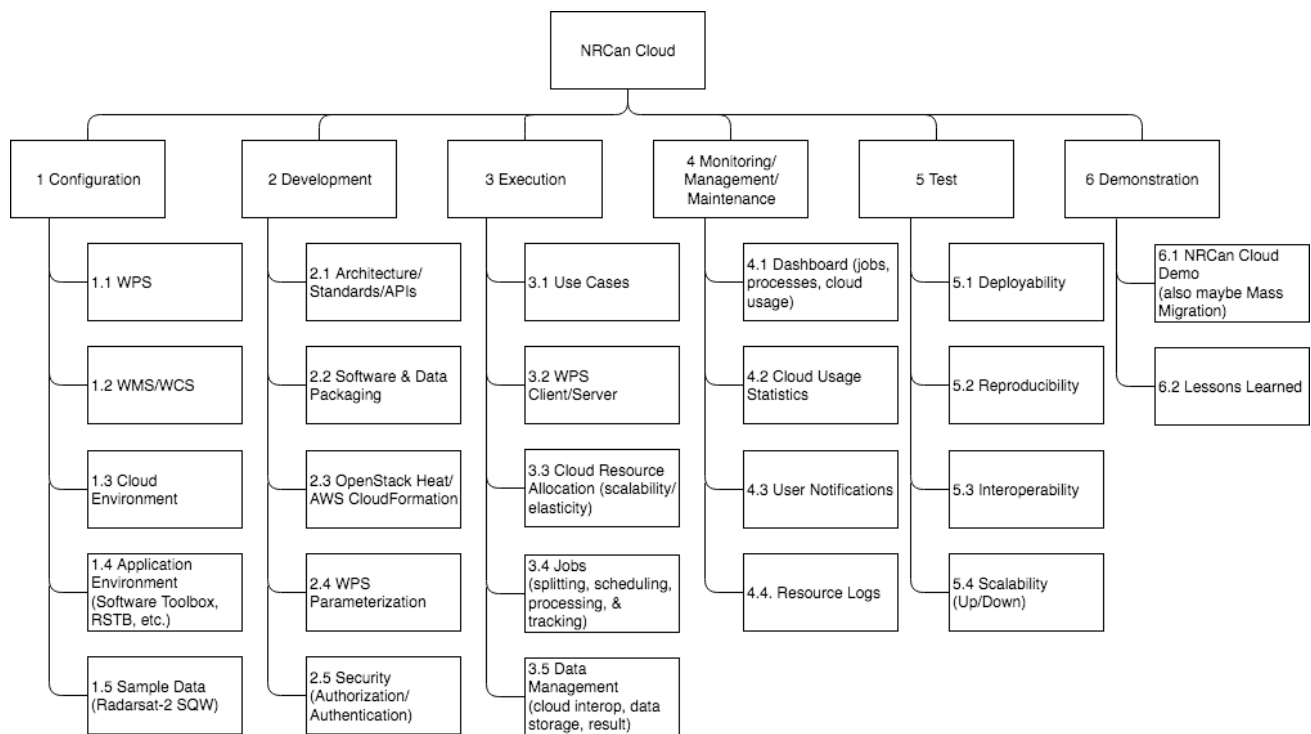 NRCan Cloud
1 Configuration
2 Development
3 Execution
4 Monitoring/
Management/
Maintenance
5 Test
6 Demonstration
1.1 WPS
1.2 WMS/WCS
1.3 Cloud
Environment
1.4 Application
Environment
(Software Toolbox,
RSTB, etc.)
1.5 Sample Data
(Radarsat-2 SQW)
2.1 Architecture/
Standards/APIs
2.2 Software & Data
Packaging
2.3 OpenStack Heat/
AWS CloudFormation
2.4 WPS
Parameterization
2.5 Security
(Authorization/
Authentication)
3.1 Use Cases
3.2 WPS
Client/Server
3.3 Cloud Resource
Allocation (scalability/
elasticity)
3.4 Jobs
(splitting, scheduling,
processing, &
tracking)
3.5 Data
Management
(cloud interop, data
storage, result)
4.1 Dashboard (jobs,
processes, cloud
usage)
4.2 Cloud Usage
Statistics
4.3 User Notifications
4.4. Resource Logs
5.1 Deployability
5.2 Reproducibility
5.3 Interoperability
5.4 Scalability
(Up/Down)
6.1 NRCan Cloud
Demo
(also maybe Mass
Migration)
6.2 Lessons Learned